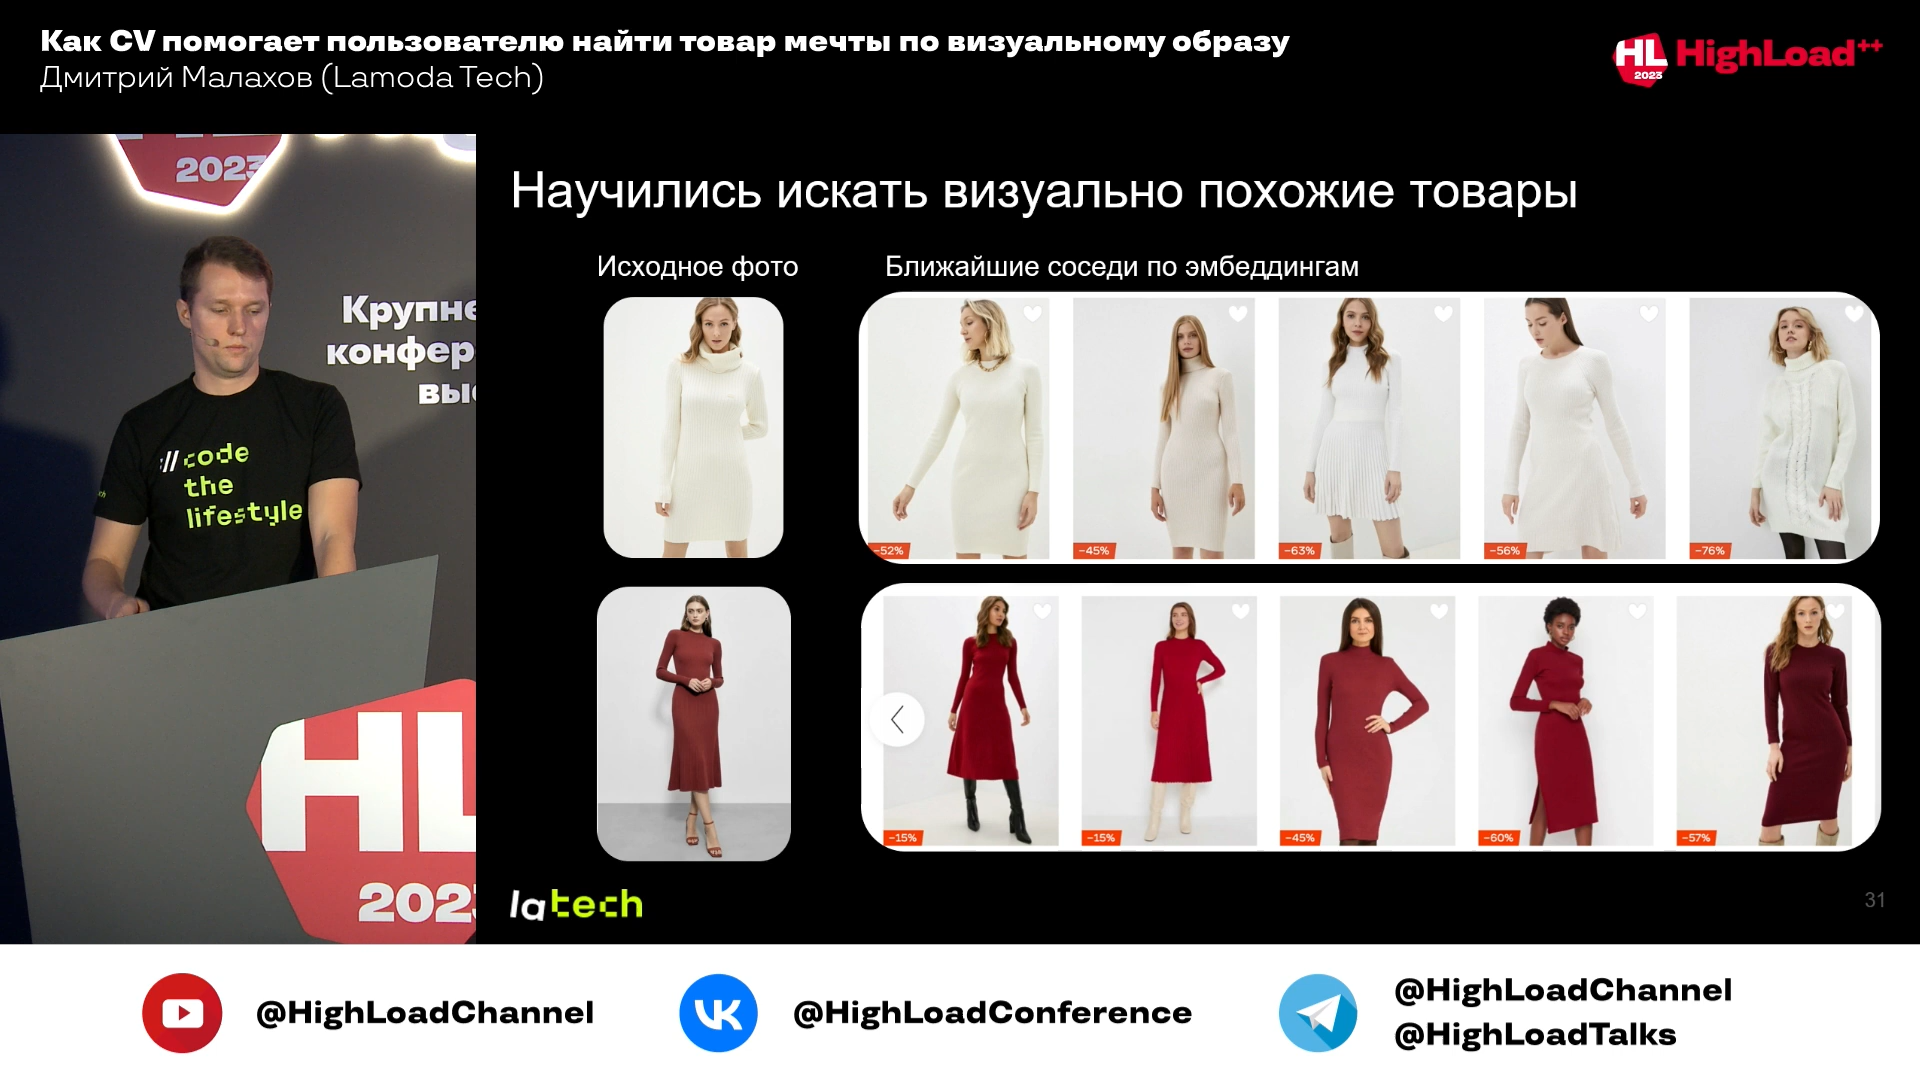 Как CV помогает пользователю найти товар мечты по визуальному образу
Дмитрий Малахов (Lamoda Tech)
HL
2023
HighLoad++
2023
Крупне
конфер
выс
// code
the
lifestyle
HL
2023
Научились искать визуально похожие товары
Исходное фото
Ближайшие соседи по эмбеддингам
−52%
−45%
−63%
−56%
−76%
−15%
−15%
−45%
−60%
−57%
latech
31
@HighLoadChannel
@HighLoadConference
@HighLoadChannel
@HighLoadTalks